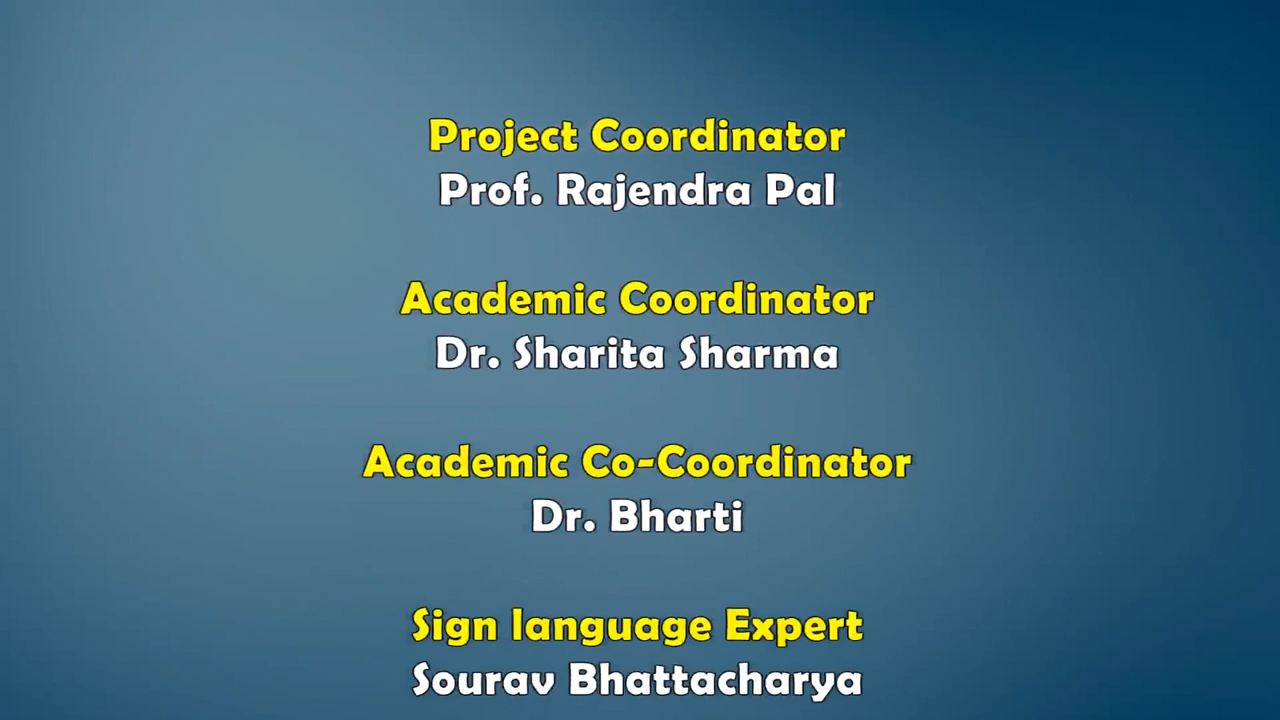 Project Coordinator
Prof. Rajendra Pal
Academic Coordinator
Dr. Sharita Sharma
Academic Co-Coordinator
Dr. Bharti
Sign language Expert
Sourav Bhattacharya